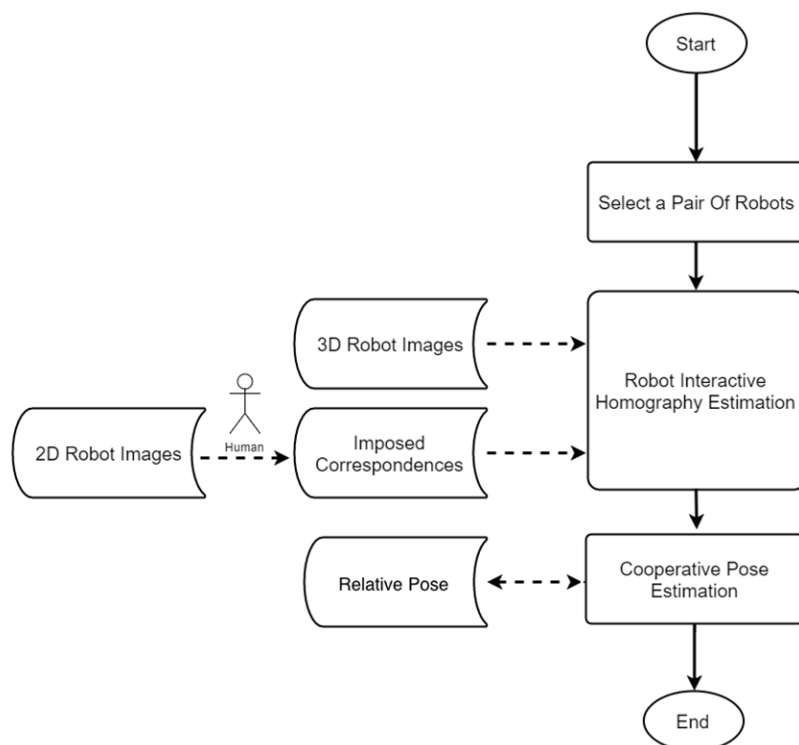 Start
Select a Pair Of Robots
3D Robot Images
Robot Interactive
Homography Estimation
Human
2D Robot Images
Imposed
Correspondences
Relative Pose
Cooperative Pose
Estimation
End